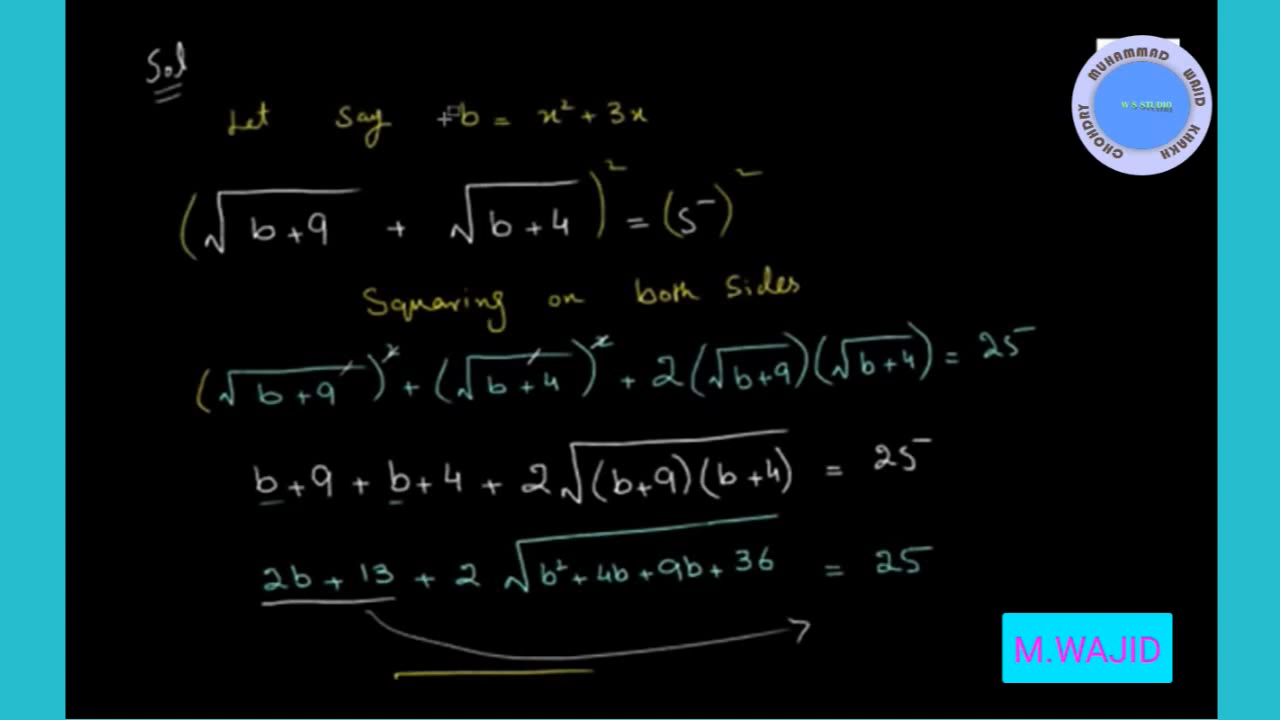 Sol
Let say b = x² + 3x
(√(b+9) + √(b+4))² = (5)²
Squaring on both sides
(√(b+9))² + (√(b+4))² + 2(√(b+9))(√(b+4)) = 25
b+9 + b+4 + 2√((b+9)(b+4)) = 25
2b + 13 + 2√(b² + 4b + 9b + 36) = 25
CHOHDRY MUHAMMAD WAJID KHAKH
W S STUDIO
M.WAJID